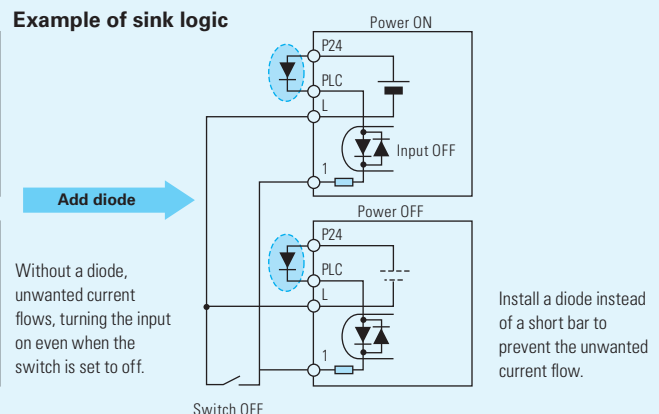 Example of sink logic
Power ON
P24
PLC
L
Input OFF
1
Add diode
Power OFF
P24
PLC
L
1
Without a diode,
unwanted current
flows, turning the input
on even when the
switch is set to off.
Install a diode instead
of a short bar to
prevent the unwanted
current flow.
Switch OFF